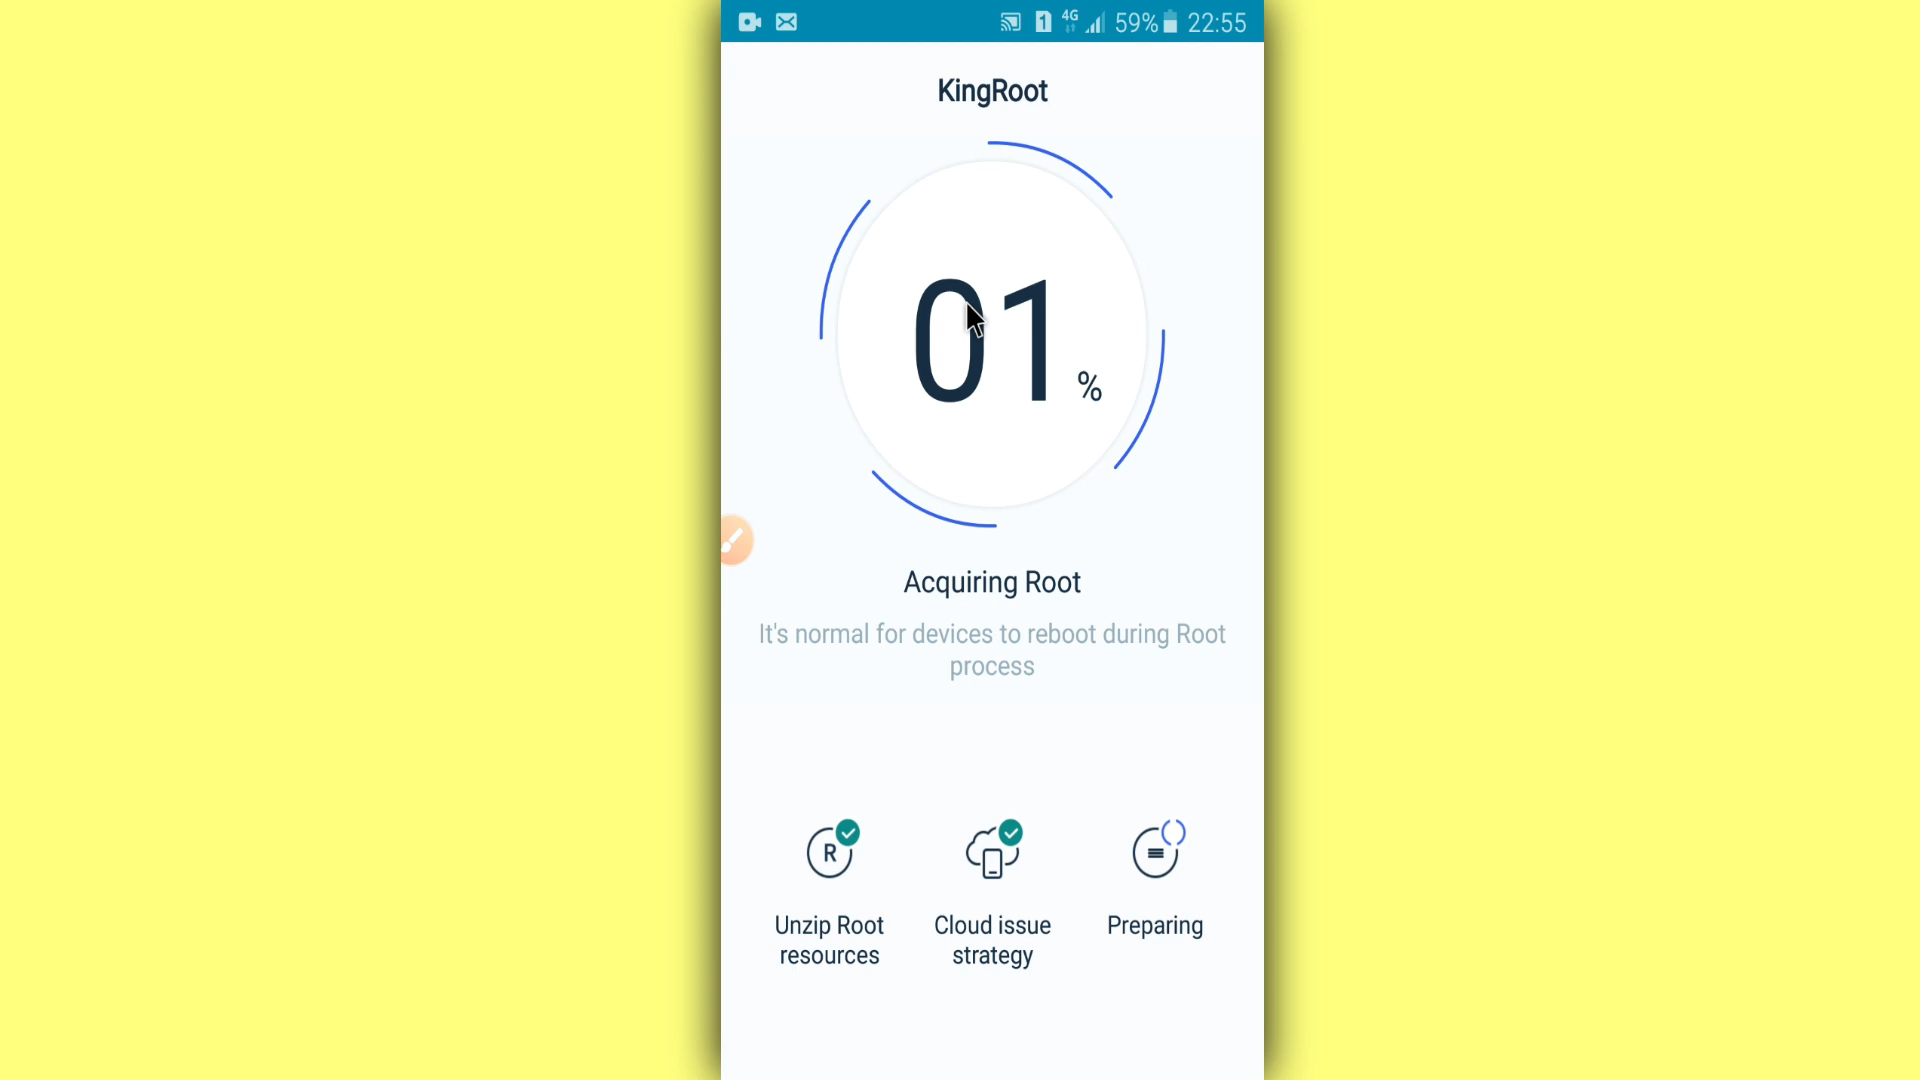 1 4G 59% 22:55
KingRoot
01 %
Acquiring Root
It's normal for devices to reboot during Root
process
R
Unzip Root
resources
Cloud issue
strategy
Preparing